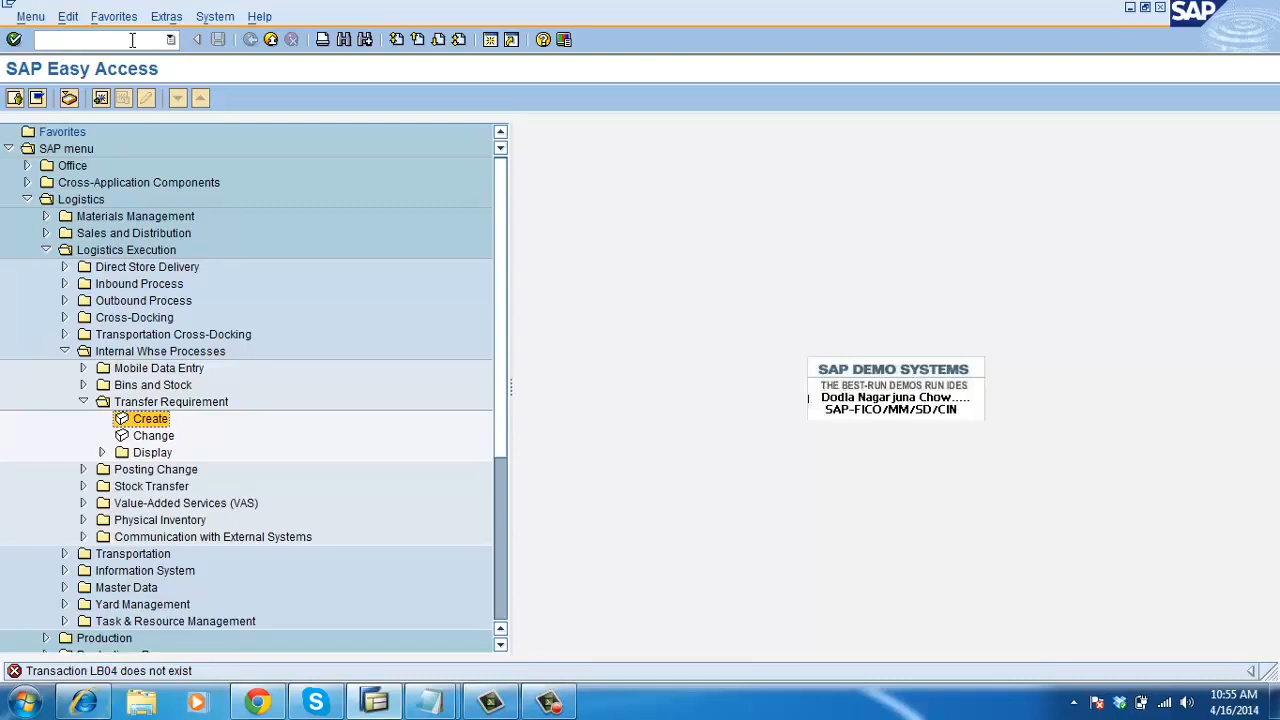 Menu Edit Favorites Extras System Help
SAP
SAP Easy Access
Favorites
SAP menu
Office
Cross-Application Components
Logistics
Materials Management
Sales and Distribution
Logistics Execution
Direct Store Delivery
Inbound Process
Outbound Process
Cross-Docking
Transportation Cross-Docking
Internal Whse Processes
Mobile Data Entry
Bins and Stock
Transfer Requirement
Create
Change
Display
Posting Change
Stock Transfer
Value-Added Services (VAS)
Physical Inventory
Communication with External Systems
Transportation
Information System
Master Data
Yard Management
Task & Resource Management
Production
SAP DEMO SYSTEMS
THE BEST-RUN DEMOS RUN IDES
Dodla Nagarjuna Chow.....
SAP-FICO/MM/SD/CIN
Transaction LB04 does not exist
10:55 AM
4/16/2014